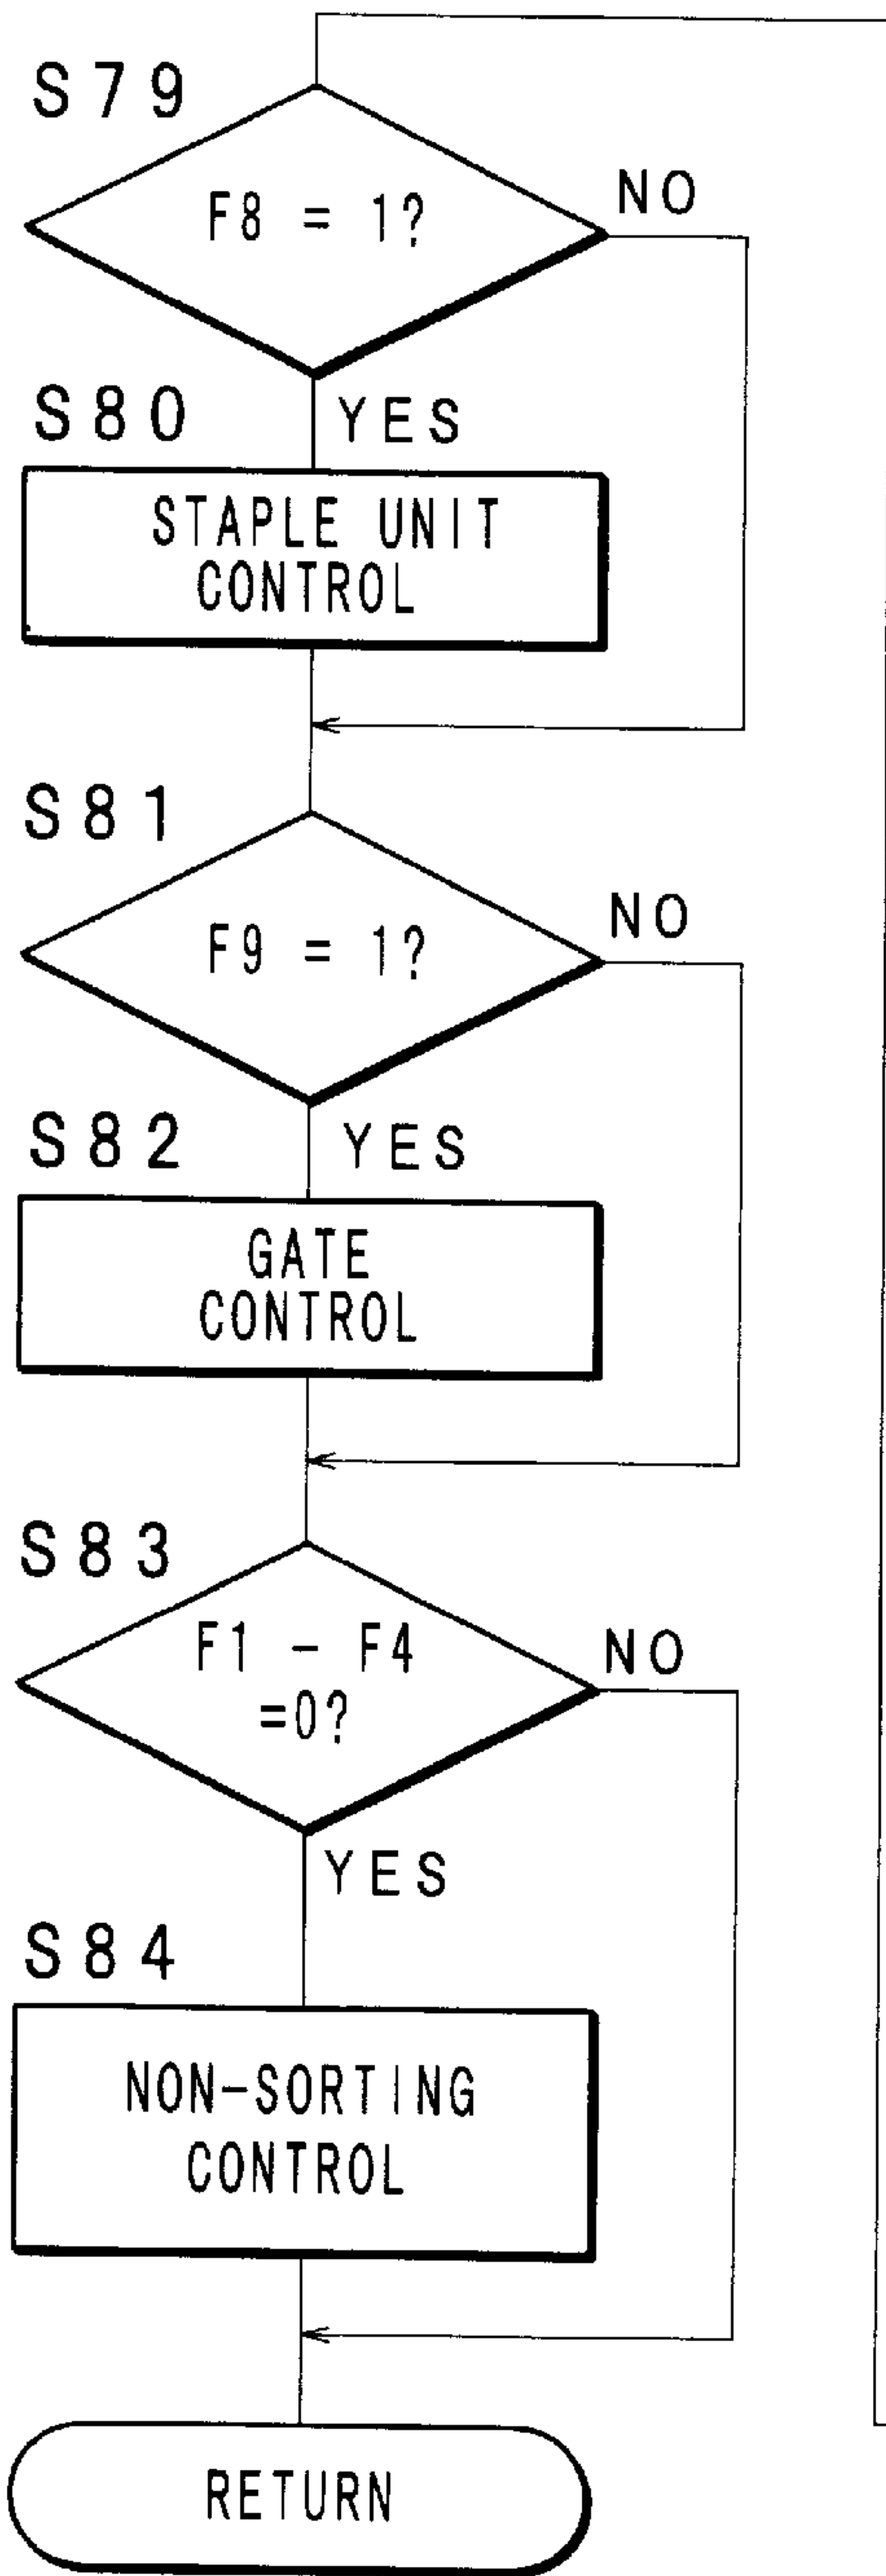 S79
F8 = 1?
NO
S80
YES
STAPLE UNIT
CONTROL
S81
F9 = 1?
NO
S82
YES
GATE
CONTROL
S83
F1 - F4
=0?
NO
YES
S84
NON-SORTING
CONTROL
RETURN